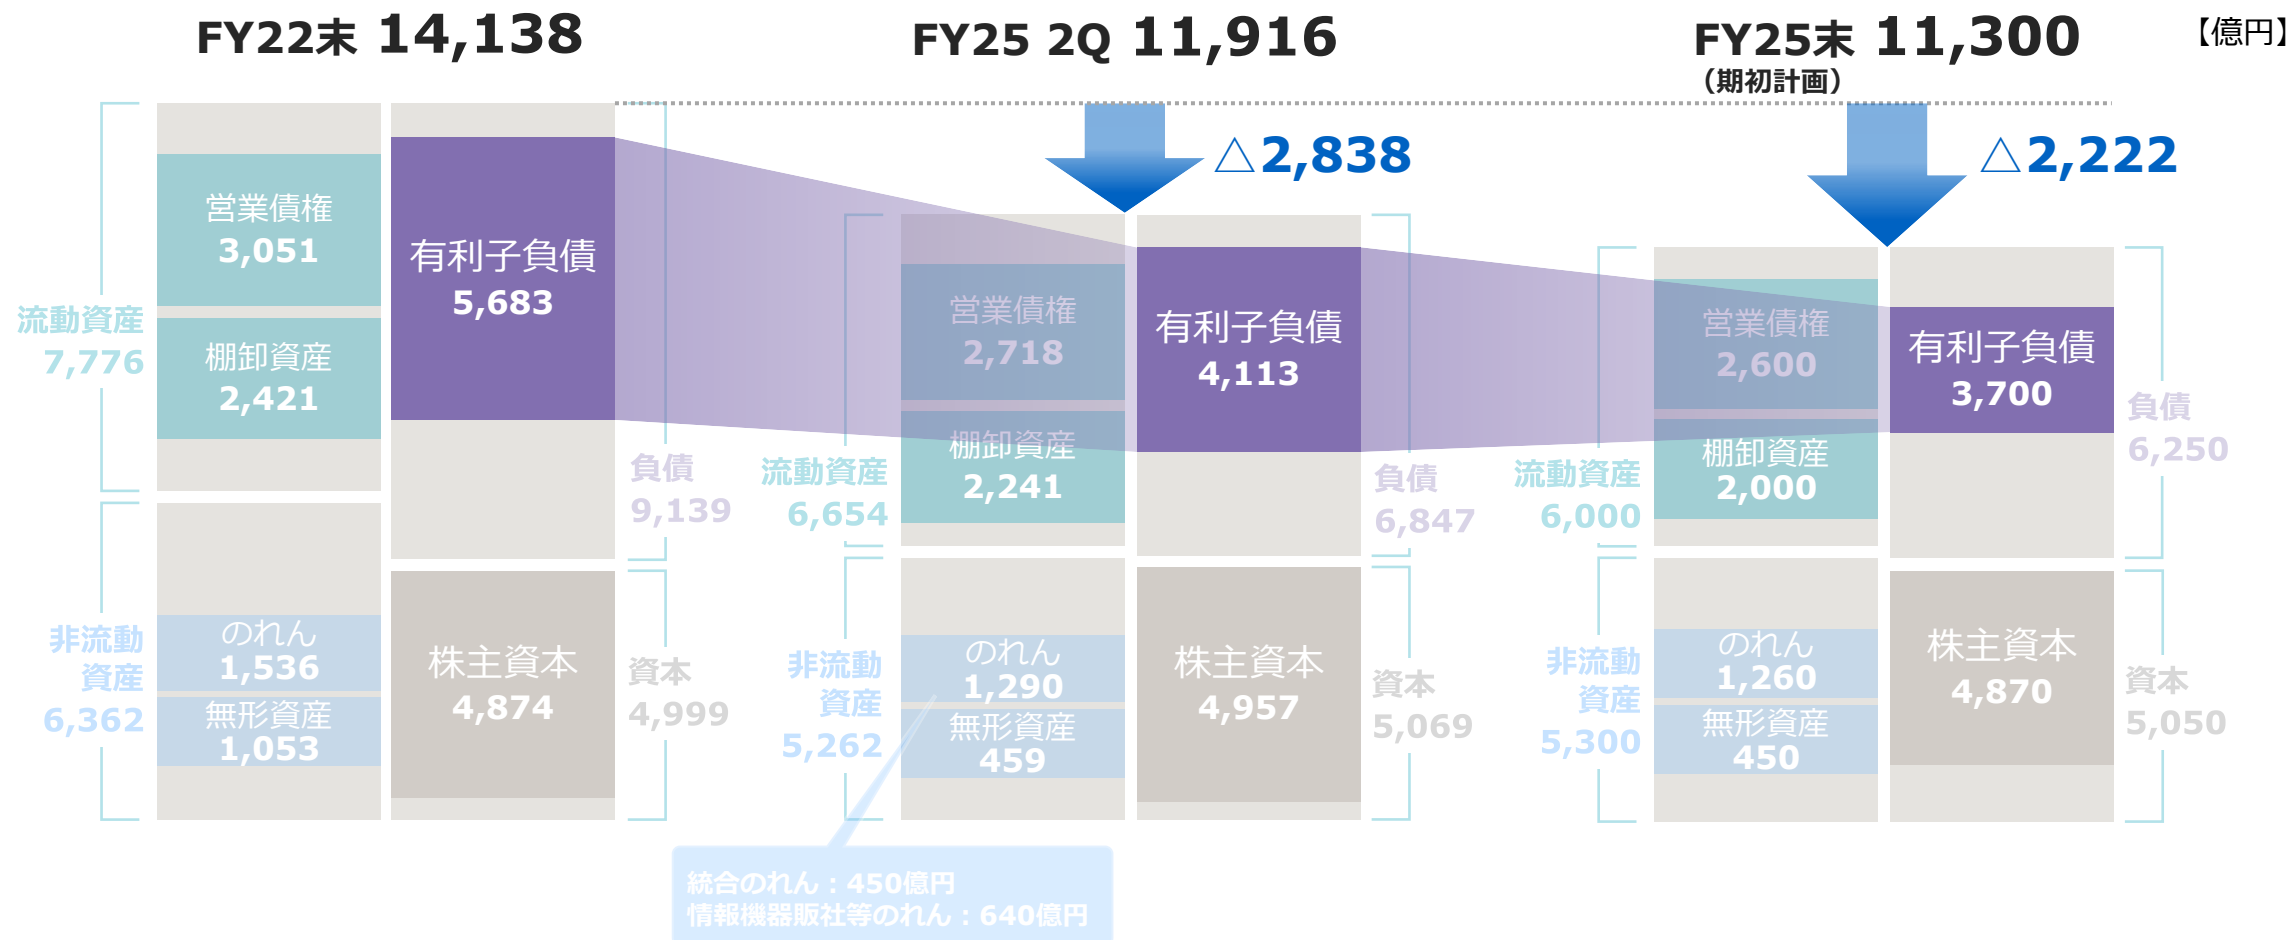 FY22末 14,138
FY25 2Q 11,916
FY25末 11,300
（期初計画）
【億円】
△2,838
△2,222
流動資産
7,776
営業債権
3,051
棚卸資産
2,421
非流動
資産
6,362
のれん
1,536
無形資産
1,053
有利子負債
5,683
株主資本
4,874
負債
9,139
資本
4,999
流動資産
6,654
営業債権
2,718
棚卸資産
2,241
非流動
資産
5,262
のれん
1,290
無形資産
459
有利子負債
4,113
株主資本
4,957
負債
6,847
資本
5,069
流動資産
6,000
営業債権
2,600
棚卸資産
2,000
非流動
資産
5,300
のれん
1,260
無形資産
450
有利子負債
3,700
株主資本
4,870
負債
6,250
資本
5,050
統合のれん：450億円
情報機器販社等のれん：640億円